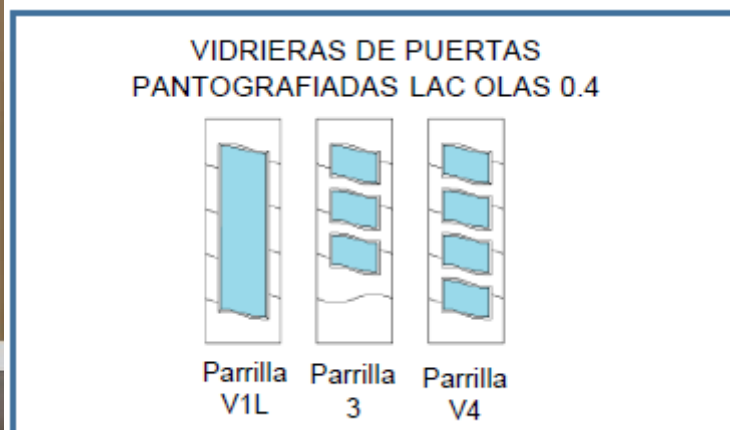 VIDRIERAS DE PUERTAS
PANTOGRAFIADAS LAC OLAS 0.4
Parrilla
V1L
Parrilla
3
Parrilla
V4